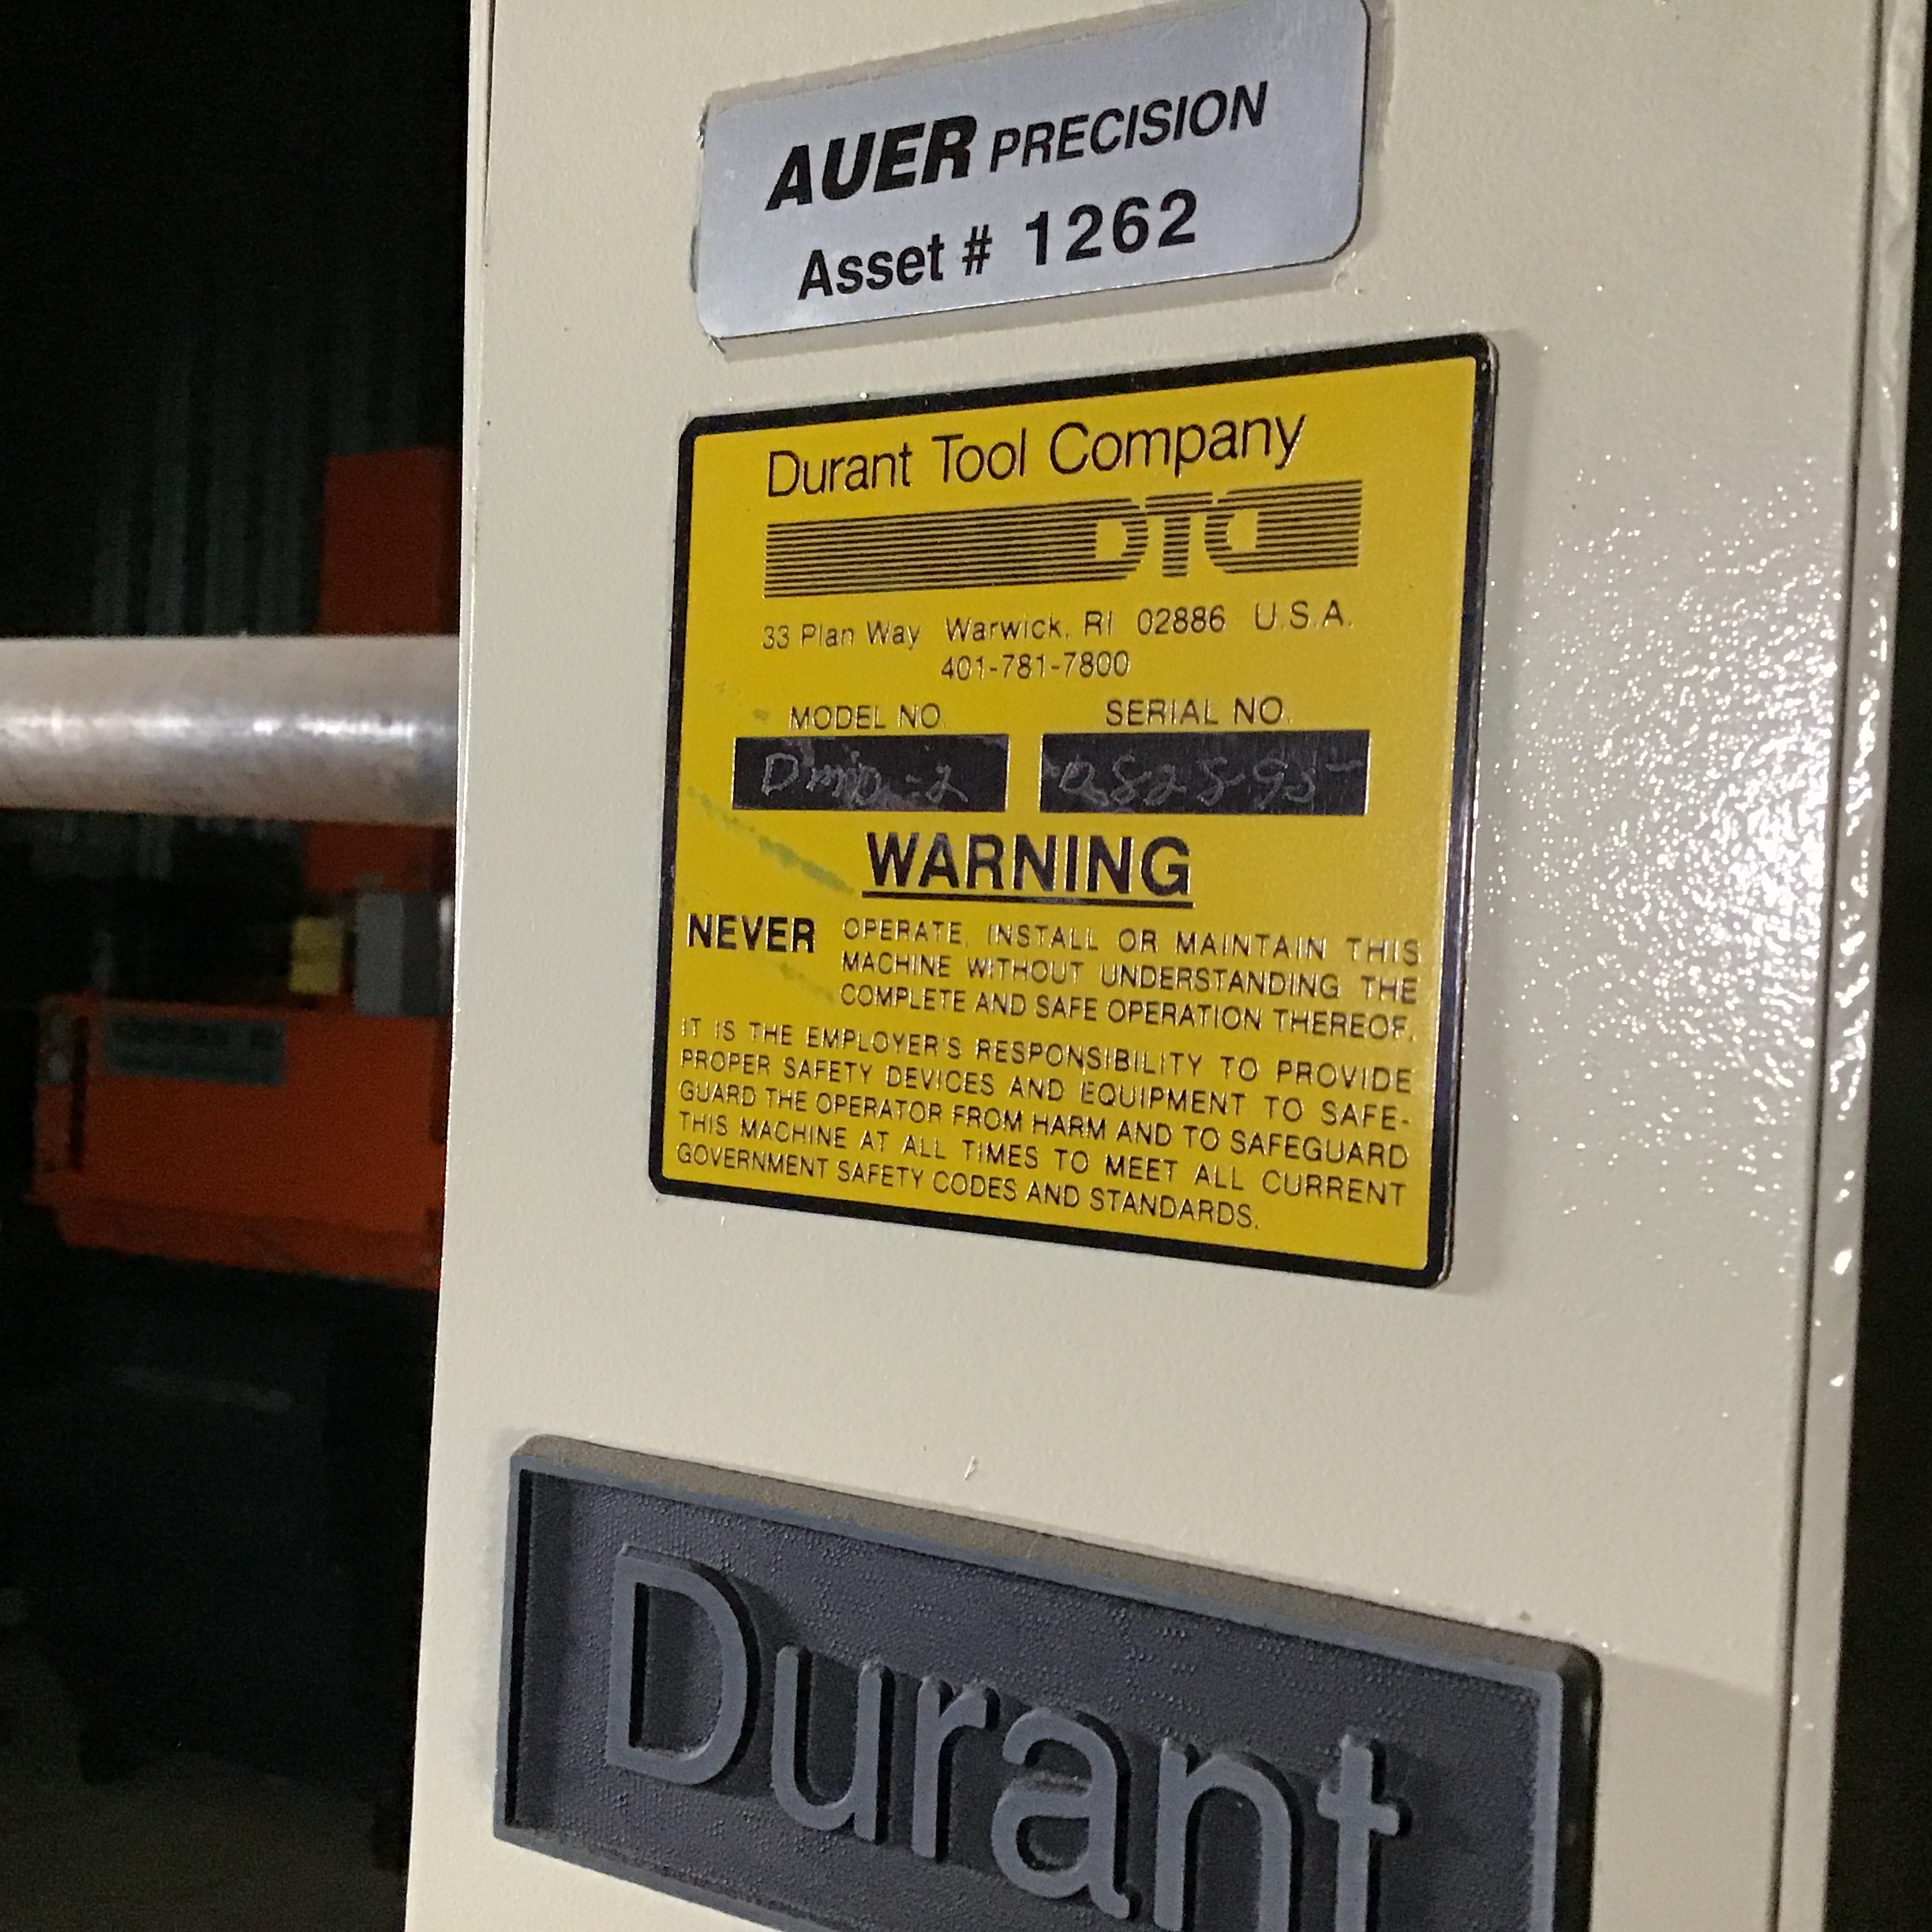 AUER PRECISION
Asset # 1262
Durant Tool Company
DTC
33 Plan Way Warwick, RI 02886 U.S.A.
401-781-7800
MODEL NO. SERIAL NO.
WARNING
NEVER OPERATE, INSTALL OR MAINTAIN THIS
MACHINE WITHOUT UNDERSTANDING THE
COMPLETE AND SAFE OPERATION THEREOF.
IT IS THE EMPLOYER'S RESPONSIBILITY TO PROVIDE
PROPER SAFETY DEVICES AND EQUIPMENT TO SAFE-
GUARD THE OPERATOR FROM HARM AND TO SAFEGUARD
THIS MACHINE AT ALL TIMES TO MEET ALL CURRENT
GOVERNMENT SAFETY CODES AND STANDARDS.
Durant